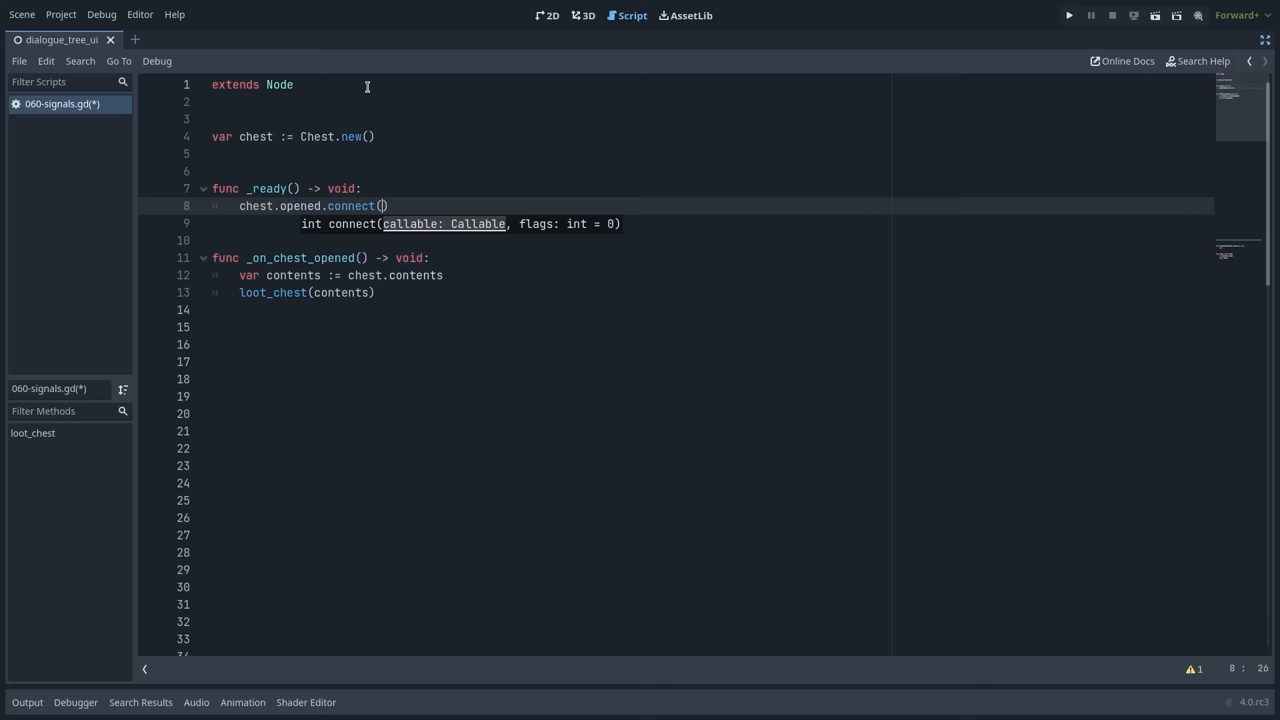 Scene Project Debug Editor Help 2D 3D Script AssetLib Forward+
dialogue_tree_ui
File Edit Search Go To Debug Online Docs Search Help
Filter Scripts
060-signals.gd(*)
060-signals.gd(*)
Filter Methods
loot_chest
1 extends Node
2
3
4 var chest := Chest.new()
5
6
7 func _ready() -> void:
8 chest.opened.connect()
9 int connect(callable: Callable, flags: int = 0)
10
11 func _on_chest_opened() -> void:
12 var contents := chest.contents
13 loot_chest(contents)
14
15
16
17
18
19
20
21
22
23
24
25
26
27
28
29
30
31
32
33
1 8 : 26
Output Debugger Search Results Audio Animation Shader Editor 4.0.rc3